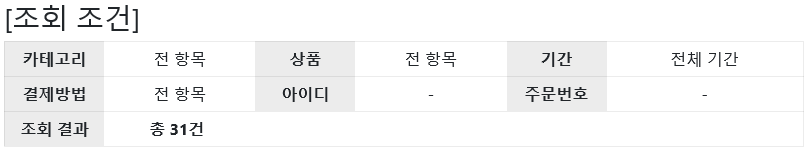 [조회 조건]
카테고리 전 항목 상품 전 항목 기간 전체 기간
결제방법 전 항목 아이디 - 주문번호 -
조회 결과 총 31건